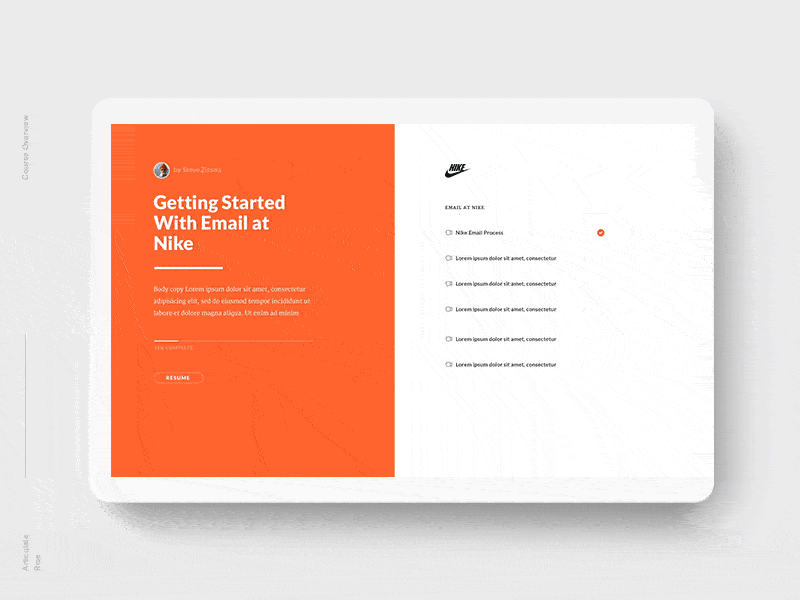 Course Overview
by Steve Zissou
Getting Started
With Email at
Nike
Body copy Lorem ipsum dolor sit amet, consectetur
adipisicing elit, sed do eiusmod tempor incididunt ut
labore et dolore magna aliqua. Ut enim ad minim
COMPLETE
RESUME
NIKE
EMAIL AT NIKE
Nike Email Process
Lorem ipsum dolor sit amet, consectetur
Lorem ipsum dolor sit amet, consectetur
Lorem ipsum dolor sit amet, consectetur
Lorem ipsum dolor sit amet, consectetur
Lorem ipsum dolor sit amet, consectetur
Articulate
Rise